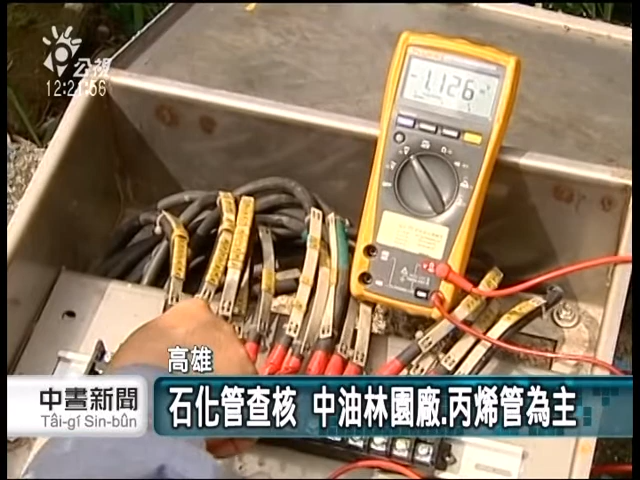 公視
12:21:56
-1.126
高雄
中晝新聞
Tâi-gí Sin-bûn
石化管查核 中油林園廠.丙烯管為主